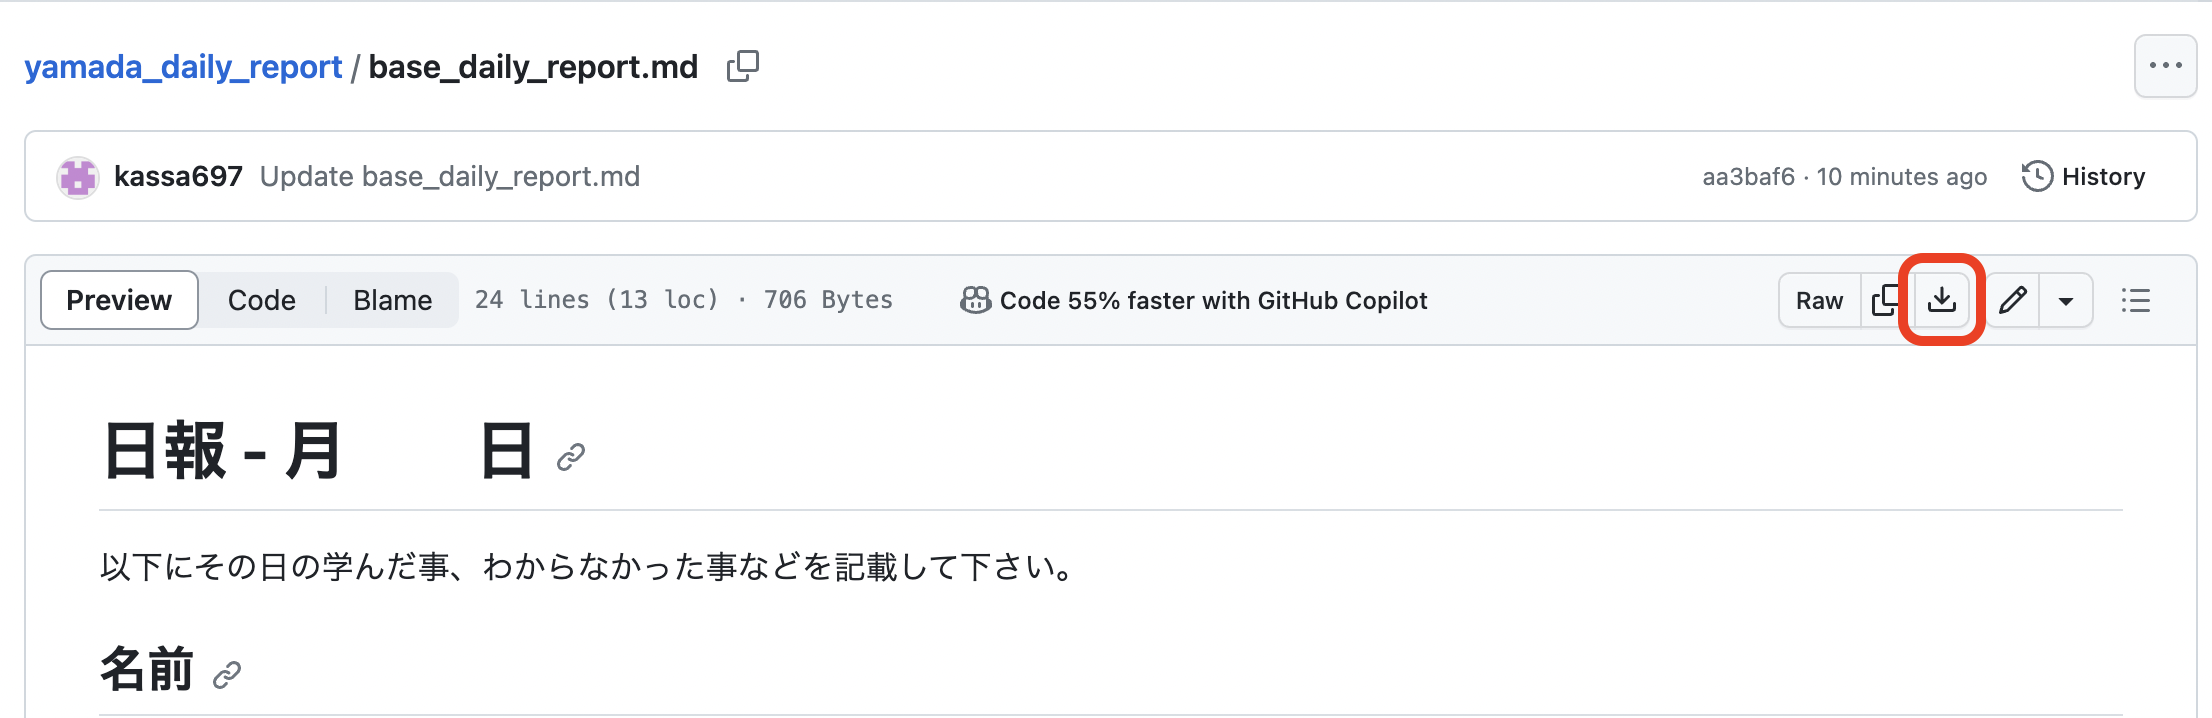 yamada_daily_report / base_daily_report.md
kassa697 Update base_daily_report.md aa3baf6 · 10 minutes ago History
Preview Code Blame 24 lines (13 loc) · 706 Bytes Code 55% faster with GitHub Copilot Raw
日報 - 月　　日
以下にその日の学んだ事、わからなかった事などを記載して下さい。
名前